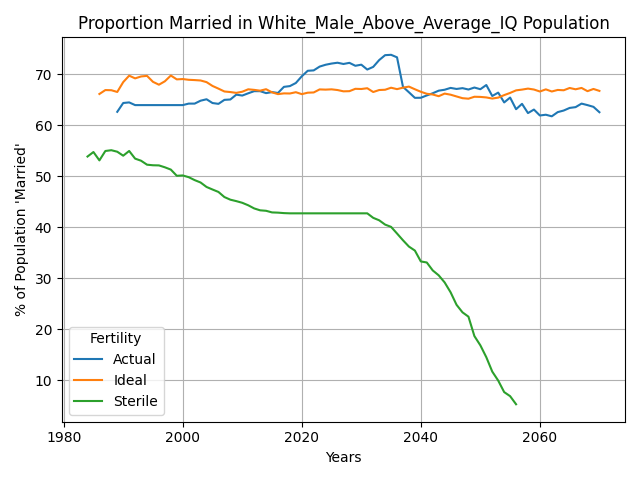 Proportion Married in White_Male_Above_Average_IQ Population
% of Population 'Married'
70
60
50
40
30
20
10
Fertility
Actual
Ideal
Sterile
1980
2000
2020
2040
2060
Years